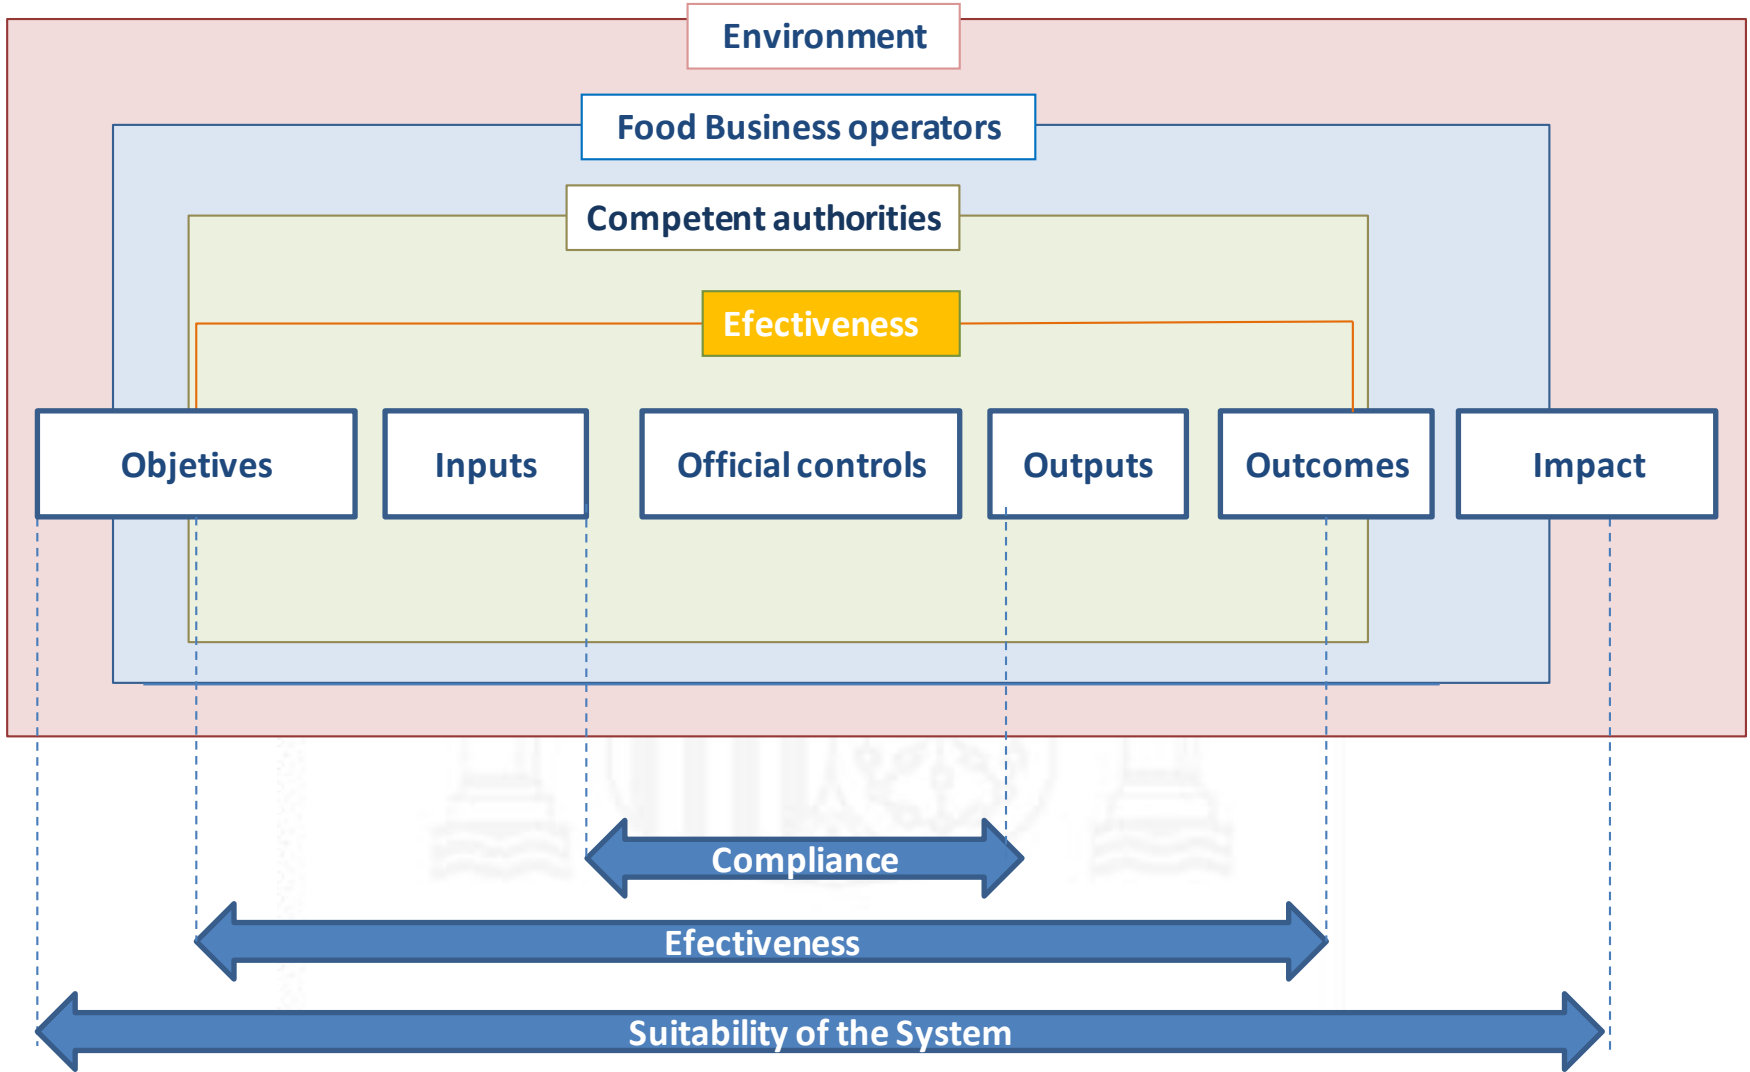 Environment
Food Business operators
Competent authorities
Efectiveness
Objetives
Inputs
Official controls
Outputs
Outcomes
Impact
Compliance
Efectiveness
Suitability of the System